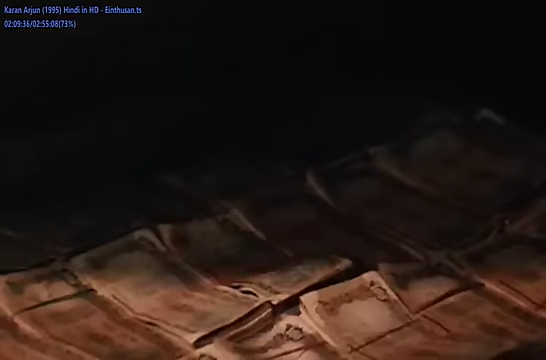 Karan Arjun (1995) Hindi in HD - Einthusan.ts
02:09:36/02:55:08(73%)